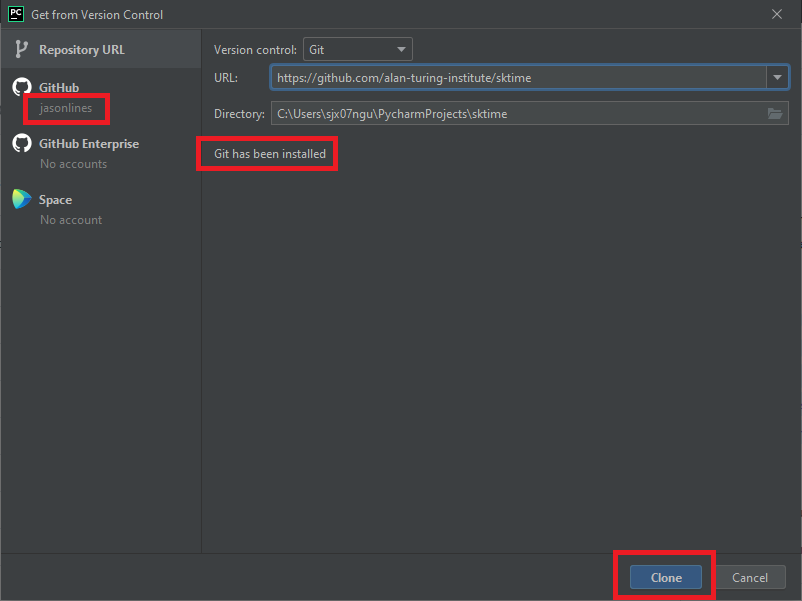 PC Get from Version Control
Repository URL
GitHub
jasonlines
GitHub Enterprise
No accounts
Space
No account
Version control: Git
URL: https://github.com/alan-turing-institute/sktime
Directory: C:\Users\sjx07ngu\PycharmProjects\sktime
Git has been installed
Clone Cancel